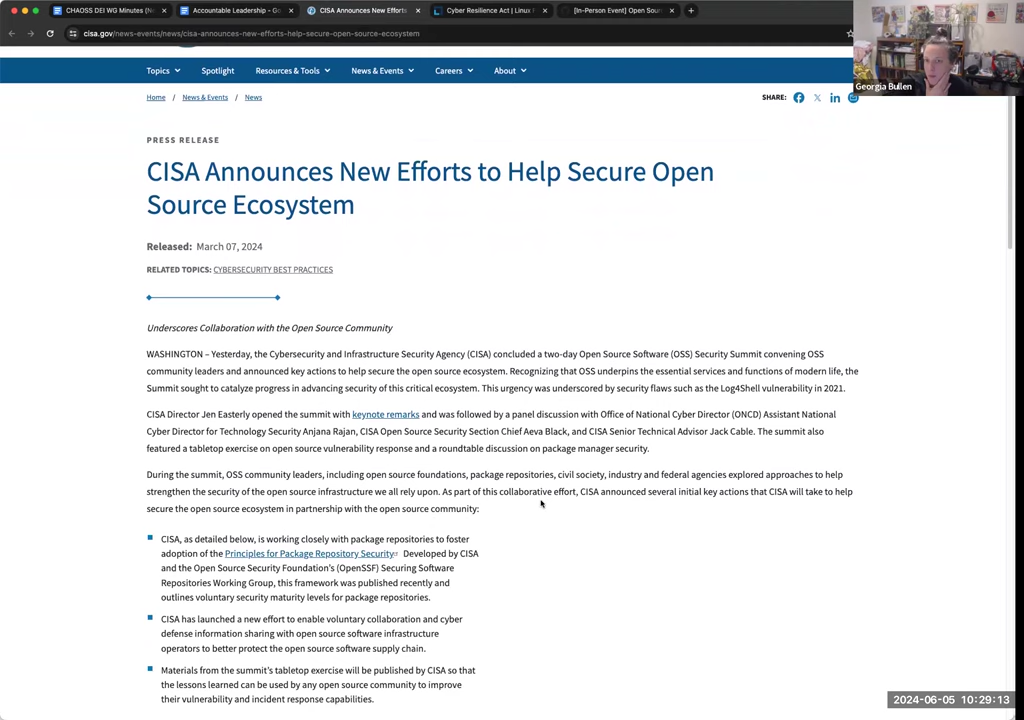 CHAOSS DEI WG Minutes (N
Accountable Leadership - Go
CISA Announces New Efforts t
Cyber Resilience Act | Linux F
[In-Person Event] Open Sour
cisa.gov/news-events/news/cisa-announces-new-efforts-help-secure-open-source-ecosystem
Georgia Bullen
Topics
Spotlight
Resources & Tools
News & Events
Careers
About
Home / News & Events / News
SHARE:
PRESS RELEASE
CISA Announces New Efforts to Help Secure Open
Source Ecosystem
Released: March 07, 2024
RELATED TOPICS: CYBERSECURITY BEST PRACTICES
Underscores Collaboration with the Open Source Community
WASHINGTON – Yesterday, the Cybersecurity and Infrastructure Security Agency (CISA) concluded a two-day Open Source Software (OSS) Security Summit convening OSS
community leaders and announced key actions to help secure the open source ecosystem. Recognizing that OSS underpins the essential services and functions of modern life, the
Summit sought to catalyze progress in advancing security of this critical ecosystem. This urgency was underscored by security flaws such as the Log4Shell vulnerability in 2021.
CISA Director Jen Easterly opened the summit with keynote remarks and was followed by a panel discussion with Office of National Cyber Director (ONCD) Assistant National
Cyber Director for Technology Security Anjana Rajan, CISA Open Source Security Section Chief Aeva Black, and CISA Senior Technical Advisor Jack Cable. The summit also
featured a tabletop exercise on open source vulnerability response and a roundtable discussion on package manager security.
During the summit, OSS community leaders, including open source foundations, package repositories, civil society, industry and federal agencies explored approaches to help
strengthen the security of the open source infrastructure we all rely upon. As part of this collaborative effort, CISA announced several initial key actions that CISA will take to help
secure the open source ecosystem in partnership with the open source community:
CISA, as detailed below, is working closely with package repositories to foster
adoption of the Principles for Package Repository Security Developed by CISA
and the Open Source Security Foundation's (OpenSSF) Securing Software
Repositories Working Group, this framework was published recently and
outlines voluntary security maturity levels for package repositories.
CISA has launched a new effort to enable voluntary collaboration and cyber
defense information sharing with open source software infrastructure
operators to better protect the open source software supply chain.
Materials from the summit's tabletop exercise will be published by CISA so that
the lessons learned can be used by any open source community to improve
their vulnerability and incident response capabilities.
2024-06-05 10:29:13